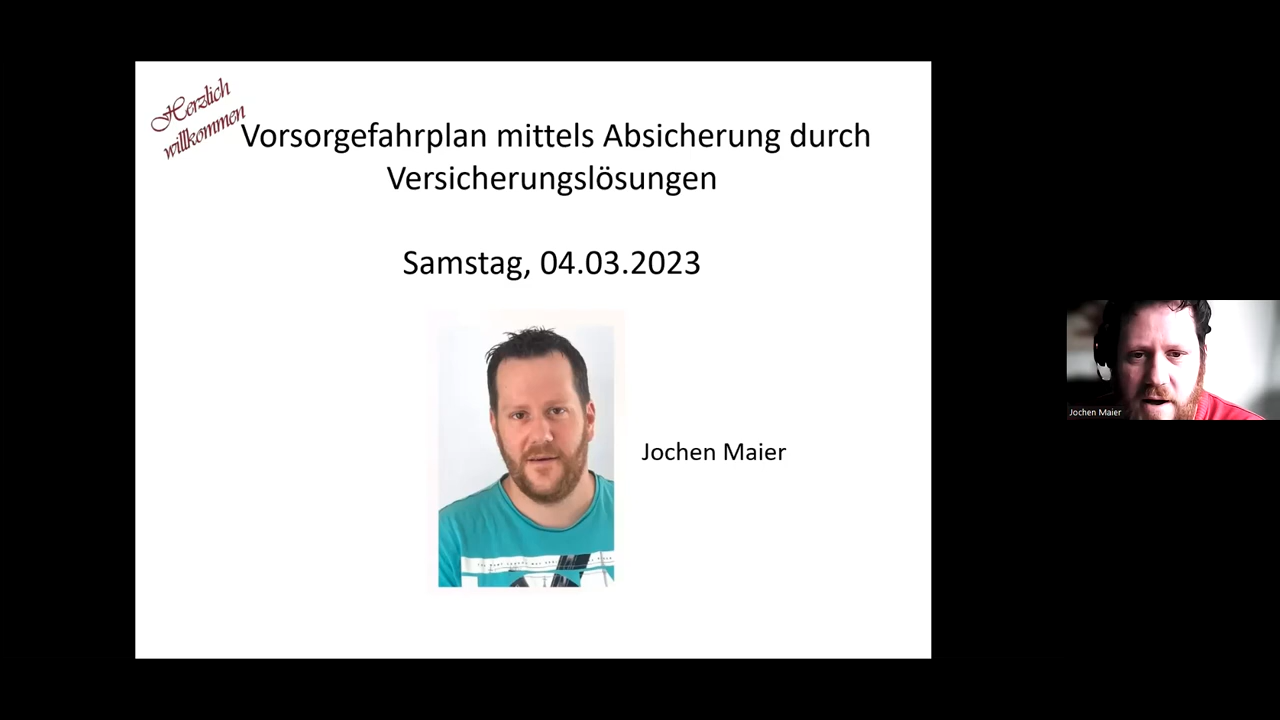 Herzlich
willkommen
Vorsorgefahrplan mittels Absicherung durch
Versicherungslösungen
Samstag, 04.03.2023
Jochen Maier
Jochen Maier